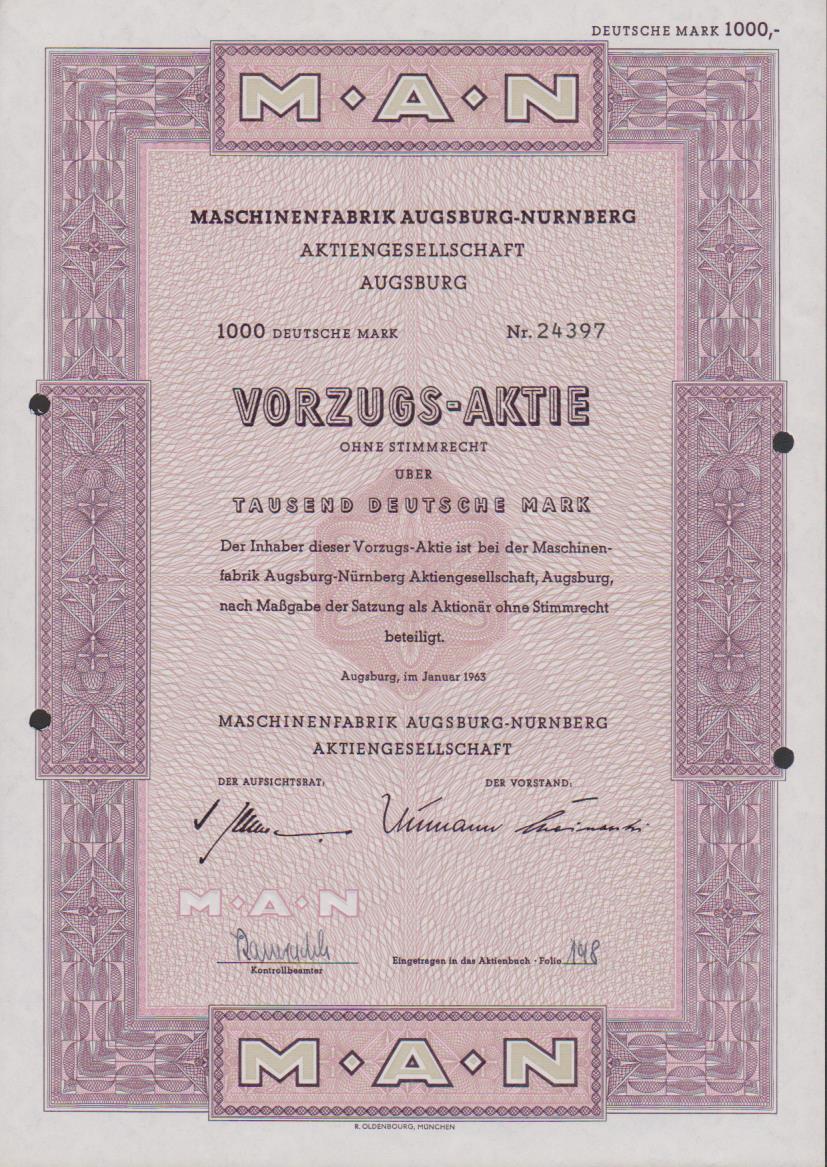 DEUTSCHE MARK 1000,-
M·A·N
MASCHINENFABRIK AUGSBURG-NÜRNBERG
AKTIENGESELLSCHAFT
AUGSBURG
1000 DEUTSCHE MARK Nr. 24397
VORZUGS-AKTIE
OHNE STIMMRECHT
ÜBER
TAUSEND DEUTSCHE MARK
Der Inhaber dieser Vorzugs-Aktie ist bei der Maschinen-
fabrik Augsburg-Nürnberg Aktiengesellschaft, Augsburg,
nach Maßgabe der Satzung als Aktionär ohne Stimmrecht
beteiligt.
Augsburg, im Januar 1963
MASCHINENFABRIK AUGSBURG-NÜRNBERG
AKTIENGESELLSCHAFT
DER AUFSICHTSRAT: DER VORSTAND:
M·A·N
Kontrollbeamter
Eingetragen in das Aktienbuch · Folio 198
M·A·N
R. OLDENBOURG, MÜNCHEN